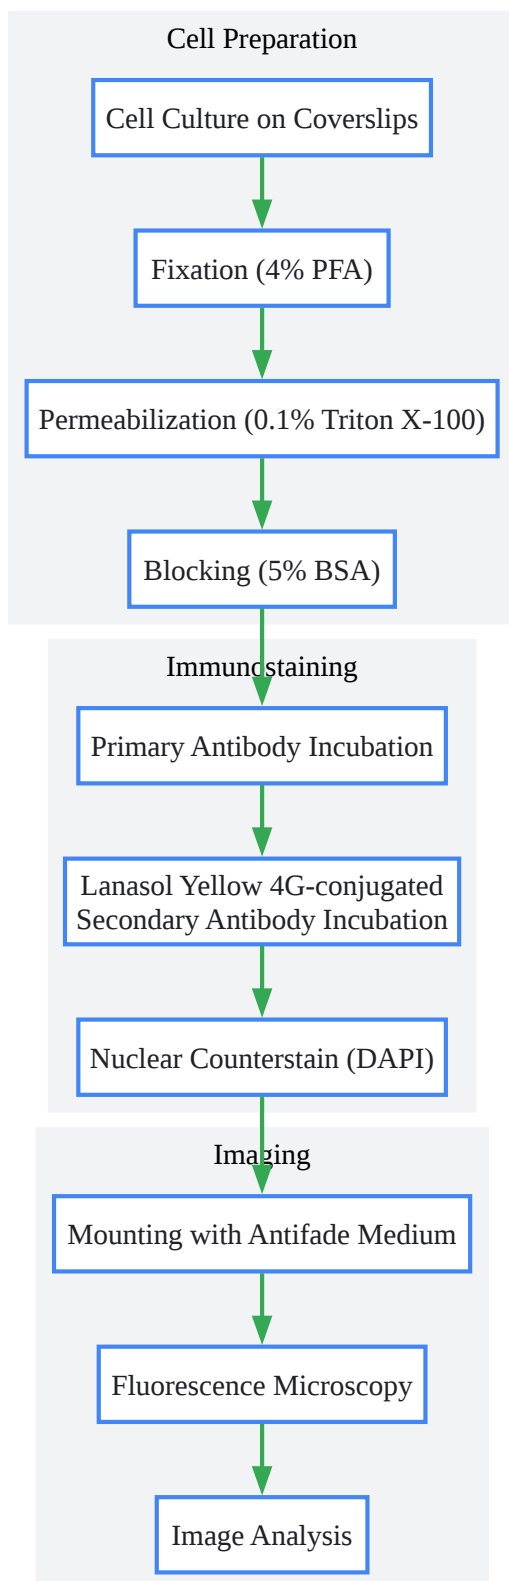 Cell Preparation
Cell Culture on Coverslips
Fixation (4% PFA)
Permeabilization (0.1% Triton X-100)
Blocking (5% BSA)
Immunostaining
Primary Antibody Incubation
Lanasol Yellow 4G-conjugated
Secondary Antibody Incubation
Nuclear Counterstain (DAPI)
Imaging
Mounting with Antifade Medium
Fluorescence Microscopy
Image Analysis